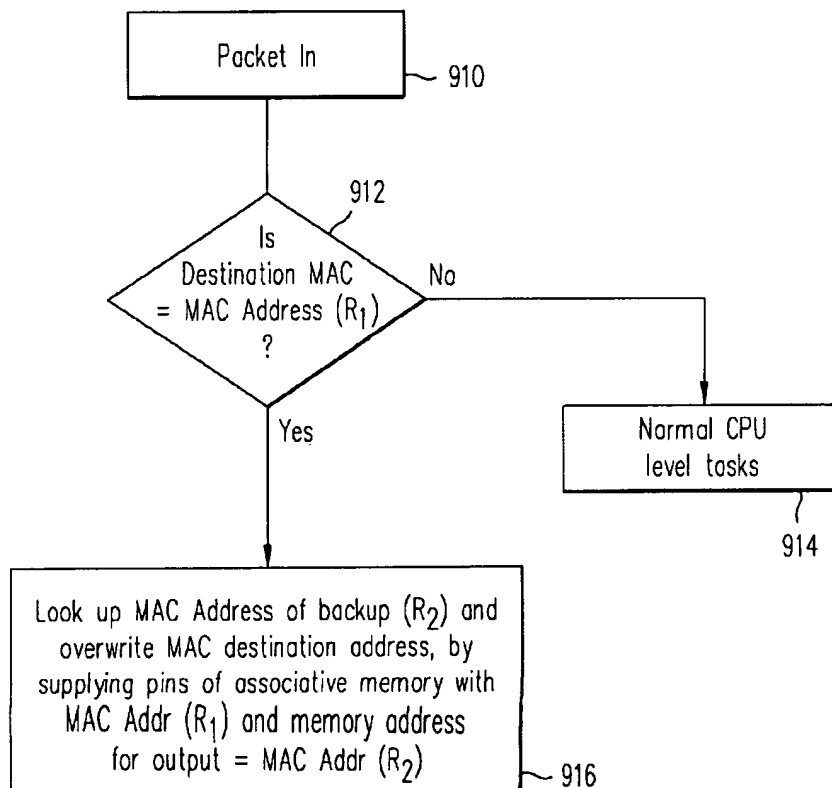 Packet In
910
912
Is
Destination MAC
= MAC Address (R1)
?
No
Yes
Normal CPU
level tasks
914
Look up MAC Address of backup (R2) and
overwrite MAC destination address, by
supplying pins of associative memory with
MAC Addr (R1) and memory address
for output = MAC Addr (R2)
916